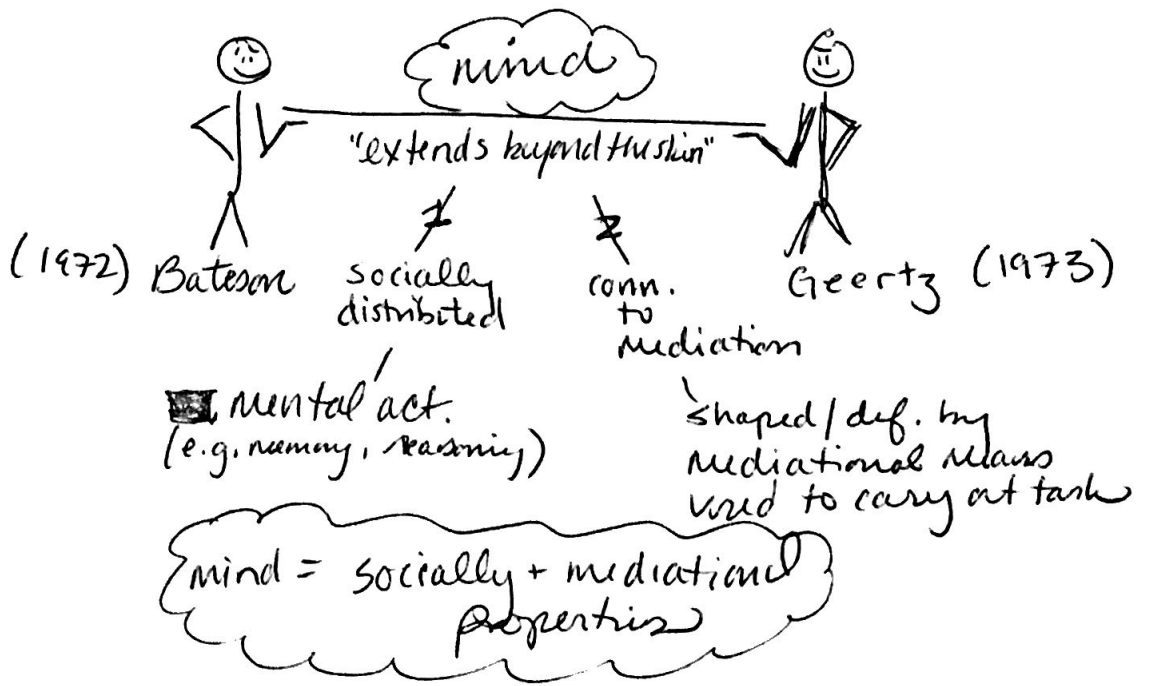 mind
"extends beyond the skin"
(1972) Bateson
socially
distributed
conn.
to
mediation
Geertz (1973)
mental act.
(e.g. memory, reasoning)
shaped/def. by
mediational means
used to carry out task
mind = socially + mediational
properties